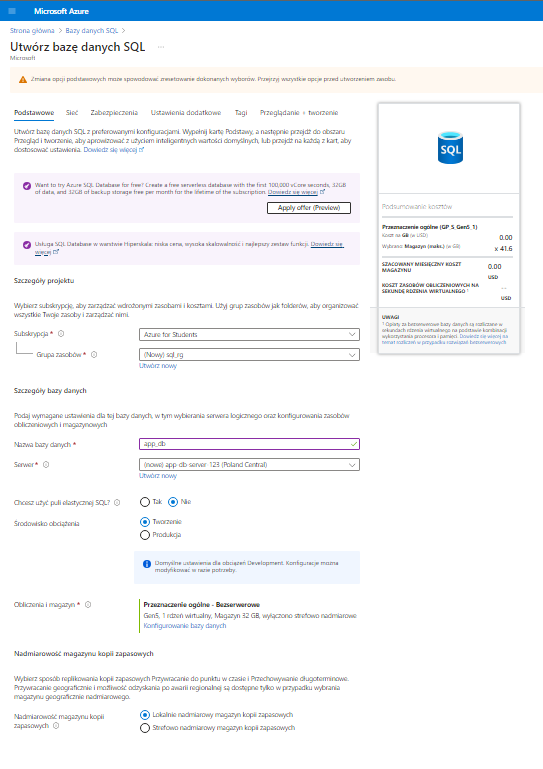 Microsoft Azure
Strona główna > Bazy danych SQL >
Utwórz bazę danych SQL ...
Microsoft
Zmiana opcji podstawowych może spowodować zresetowanie dokonanych wyborów. Przejrzyj wszystkie opcje przed utworzeniem zasobu.
Podstawowe Sieć Zabezpieczenia Ustawienia dodatkowe Tagi Przeglądanie + tworzenie
Utwórz bazę danych SQL z preferowanymi konfiguracjami. Wypełnij kartę Podstawy, a następnie przejdź do obszaru
Przegląd i tworzenie, aby aprowizować z użyciem inteligentnych wartości domyślnych, lub przejdź na każdą z kart, aby
dostosować ustawienia. Dowiedz się więcej
Want to try Azure SQL Database for free? Create a free serverless database with the first 100,000 vCore seconds, 32GB
of data, and 32GB of backup storage free per month for the lifetime of the subscription. Dowiedz się więcej
Apply offer (Preview)
Usługa SQL Database w warstwie Hiperskala: niska cena, wysoka skalowalność i najlepszy zestaw funkcji. Dowiedz się
więcej
Szczegóły projektu
Wybierz subskrypcję, aby zarządzać wdrożonymi zasobami i kosztami. Użyj grup zasobów jak folderów, aby organizować
wszystkie Twoje zasoby i zarządzać nimi.
Subskrypcja * Azure for Students
Grupa zasobów * (Nowy) sql_rg
Utwórz nowy
Szczegóły bazy danych
Podaj wymagane ustawienia dla tej bazy danych, w tym wybierania serwera logicznego oraz konfigurowania zasobów
obliczeniowych i magazynowych
Nazwa bazy danych * app_db
Serwer * (nowe) app-db-server-123 (Poland Central)
Utwórz nowy
Chcesz użyć puli elastycznej SQL? Tak Nie
Środowisko obciążenia Tworzenie
Produkcja
Domyślne ustawienia dla obciążeń Development. Konfiguracje można
modyfikować w razie potrzeby.
Obliczenia i magazyn * Przeznaczenie ogólne - Bezserwerowe
Gen5, 1 rdzeń wirtualny, Magazyn 32 GB, wyłączono strefowo nadmiarowe
Konfigurowanie bazy danych
Nadmiarowość magazynu kopii zapasowych
Wybierz sposób replikowania kopii zapasowych Przywracanie do punktu w czasie i Przechowywanie długoterminowe.
Przywracanie geograficzne i możliwość odzyskania po awarii regionalnej są dostępne tylko w przypadku wybrania
magazynu geograficznie nadmiarowego.
Nadmiarowość magazynu kopii
zapasowych
Lokalnie nadmiarowy magazyn kopii zapasowych
Strefowo nadmiarowy magazyn kopii zapasowych
SQL
Podsumowanie kosztów
Przeznaczenie ogólne (GP_S_Gen5_1)
Koszt na GB (w USD) 0.00
Wybrano: Magazyn (maks.) (w GB) x 41.6
SZACOWANY MIESIĘCZNY KOSZT
MAGAZYNU
0.00
USD
KOSZT ZASOBÓW OBLICZENIOWYCH NA
SEKUNDĘ RDZENIA WIRTUALNEGO ¹
...
USD
UWAGI
¹ Opłaty za bezserwerowe bazy danych są rozliczane w
sekundach rdzenia wirtualnego na podstawie kombinacji
wykorzystania procesora i pamięci. Dowiedz się więcej na
temat rozliczeń w przypadku rozwiązań bezserwerowych